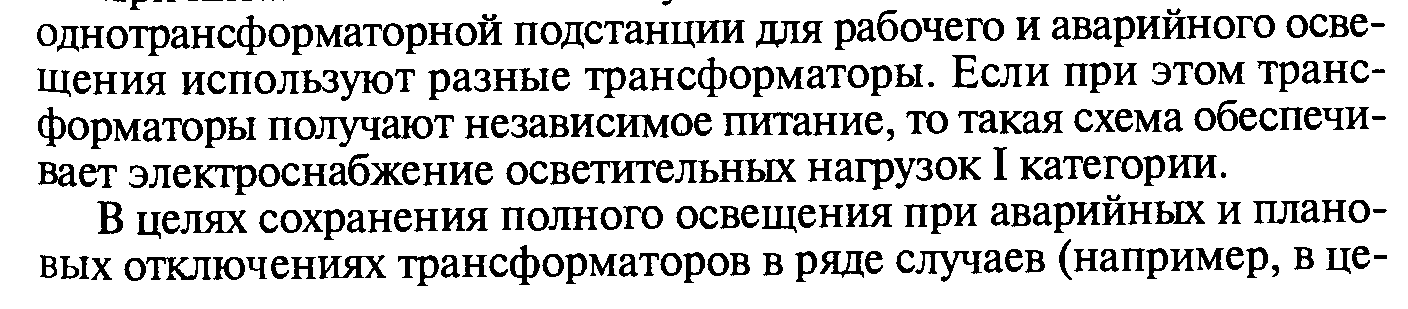 однотрансформаторной подстанции для рабочего и аварийного осве-
щения используют разные трансформаторы. Если при этом транс-
форматоры получают независимое питание, то такая схема обеспечи-
вает электроснабжение осветительных нагрузок I категории.
В целях сохранения полного освещения при аварийных и плано-
вых отключениях трансформаторов в ряде случаев (например, в це-